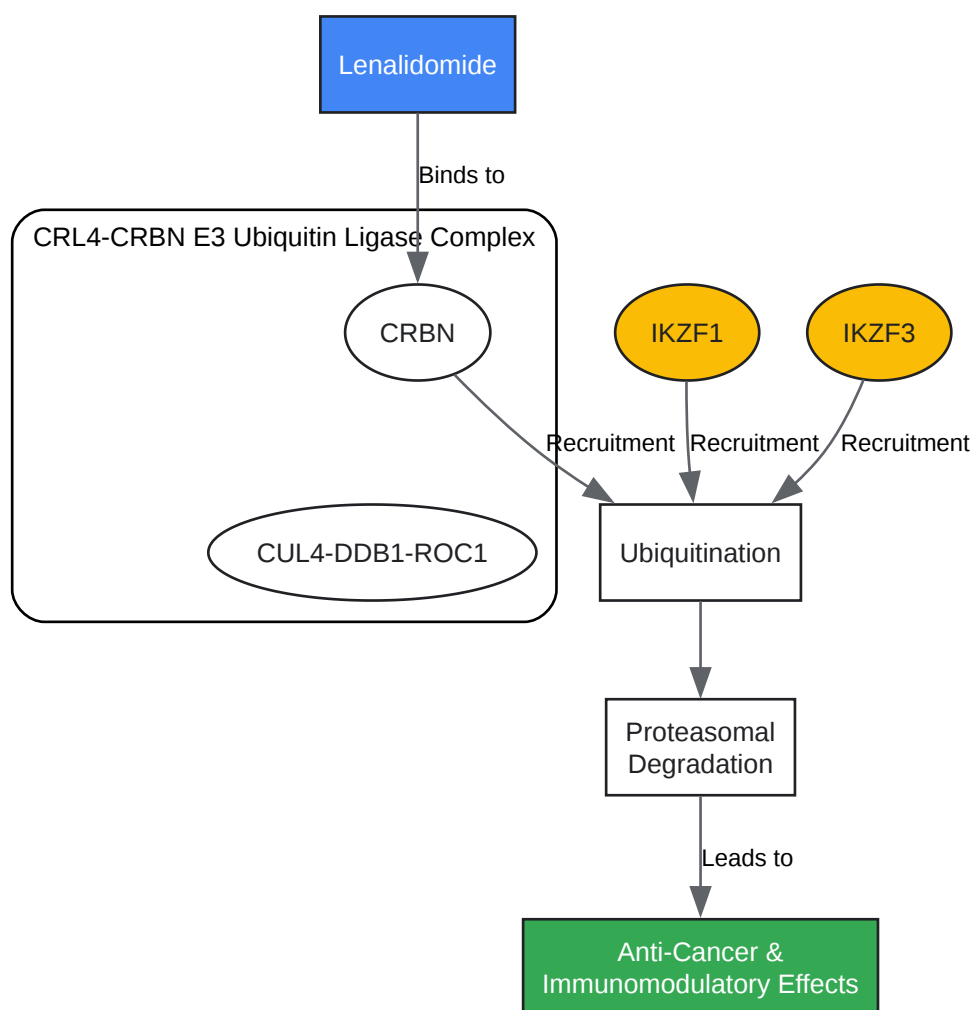 Lenalidomide
Binds to
CRL4-CRBN E3 Ubiquitin Ligase Complex
CRBN
IKZF1
IKZF3
Recruitment
Recruitment
Recruitment
CUL4-DDB1-ROC1
Ubiquitination
Proteasomal
Degradation
Leads to
Anti-Cancer &
Immunomodulatory Effects